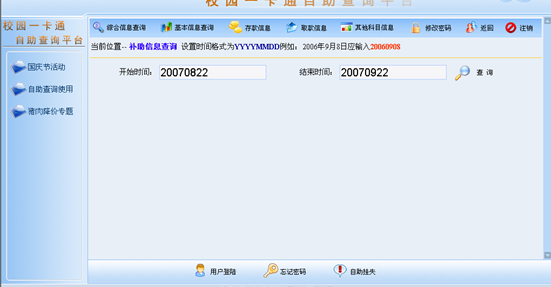 校园一卡通自助查询平台
校园一卡通
自助查询平台
综合信息查询 基本信息查询 存款信息 取款信息 其他科目信息 修改密码 返回 注销
当前位置-- 补助信息查询 设置时间格式为YYYYMMDD例如：2006年9月8日应输入20060908
国庆节活动
开始时间： 20070822 结束时间： 20070922 查 询
自助查询使用
猪肉降价专题
用户登陆 忘记密码 自助挂失